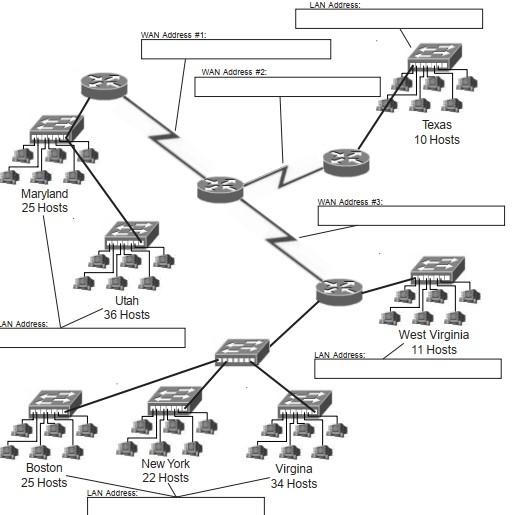 LAN Address:
WAN Address #1:
WAN Address #2:
Texas
10 Hosts
Maryland
25 Hosts
WAN Address #3:
Utah
36 Hosts
LAN Address:
West Virginia
11 Hosts
LAN Address:
Boston
25 Hosts
New York
22 Hosts
Virgina
34 Hosts
LAN Address: